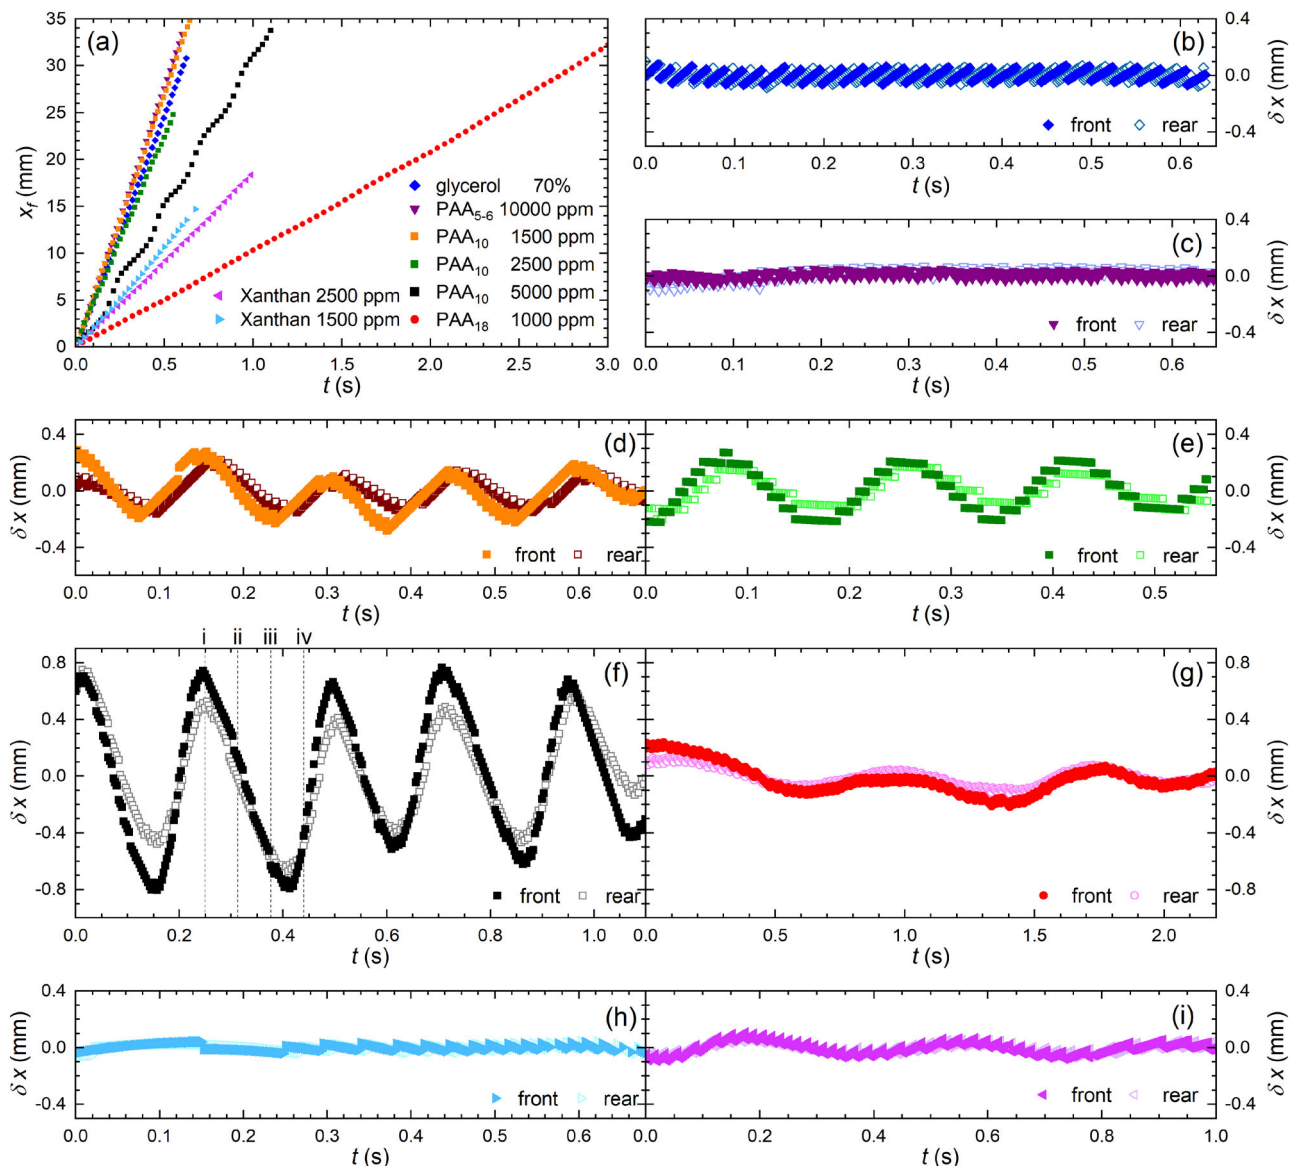 (a)
35
30
25
20
15
10
5
0
x_f (mm)
glycerol 70%
PAA5-6 10000 ppm
PAA10 1500 ppm
PAA10 2500 ppm
Xanthan 2500 ppm
PAA10 5000 ppm
Xanthan 1500 ppm
PAA18 1000 ppm
0.0 0.5 1.0 1.5 2.0 2.5 3.0
t (s)
(b)
0.4
0.0
-0.4
δ x (mm)
front rear
0.0 0.1 0.2 0.3 0.4 0.5 0.6
t (s)
(c)
0.4
0.0
-0.4
δ x (mm)
front rear
0.0 0.1 0.2 0.3 0.4 0.5 0.6
t (s)
(d)
0.4
0.0
-0.4
δ x (mm)
front rear
0.0 0.1 0.2 0.3 0.4 0.5 0.6
t (s)
(e)
0.4
0.0
-0.4
δ x (mm)
front rear
0.0 0.1 0.2 0.3 0.4 0.5
t (s)
i ii iii iv
(f)
0.8
0.4
0.0
-0.4
-0.8
δ x (mm)
front rear
0.0 0.2 0.4 0.6 0.8 1.0
t (s)
(g)
0.8
0.4
0.0
-0.4
-0.8
δ x (mm)
front rear
0.0 0.5 1.0 1.5 2.0
t (s)
(h)
0.4
0.0
-0.4
δ x (mm)
front rear
0.0 0.1 0.2 0.3 0.4 0.5 0.6
t (s)
(i)
0.4
0.0
-0.4
δ x (mm)
front rear
0.0 0.2 0.4 0.6 0.8 1.0
t (s)